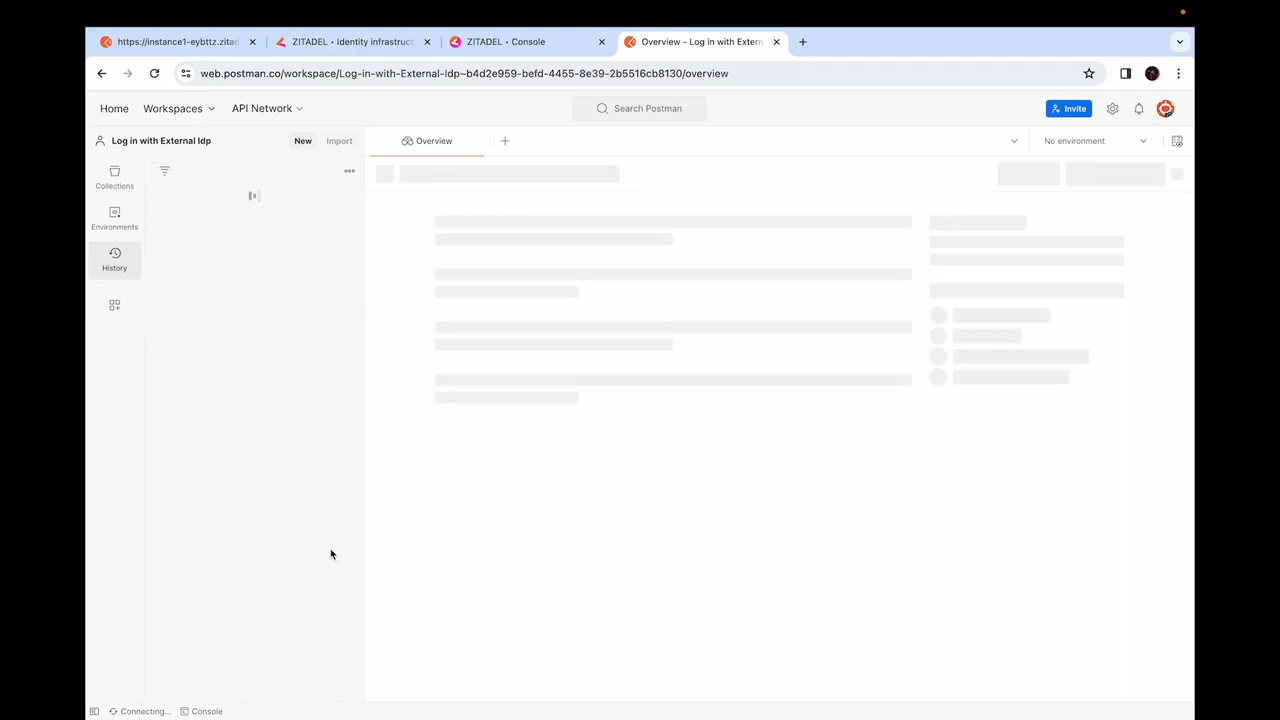 https://instance1-eybttz.zitad
ZITADEL • Identity infrastruct
ZITADEL • Console
Overview - Log in with Extern
web.postman.co/workspace/Log-in-with-External-Idp~b4d2e959-befd-4455-8e39-2b5516cb8130/overview
Home
Workspaces
API Network
Search Postman
Invite
Log in with External Idp
New
Import
Overview
No environment
Collections
Environments
History
Connecting...
Console